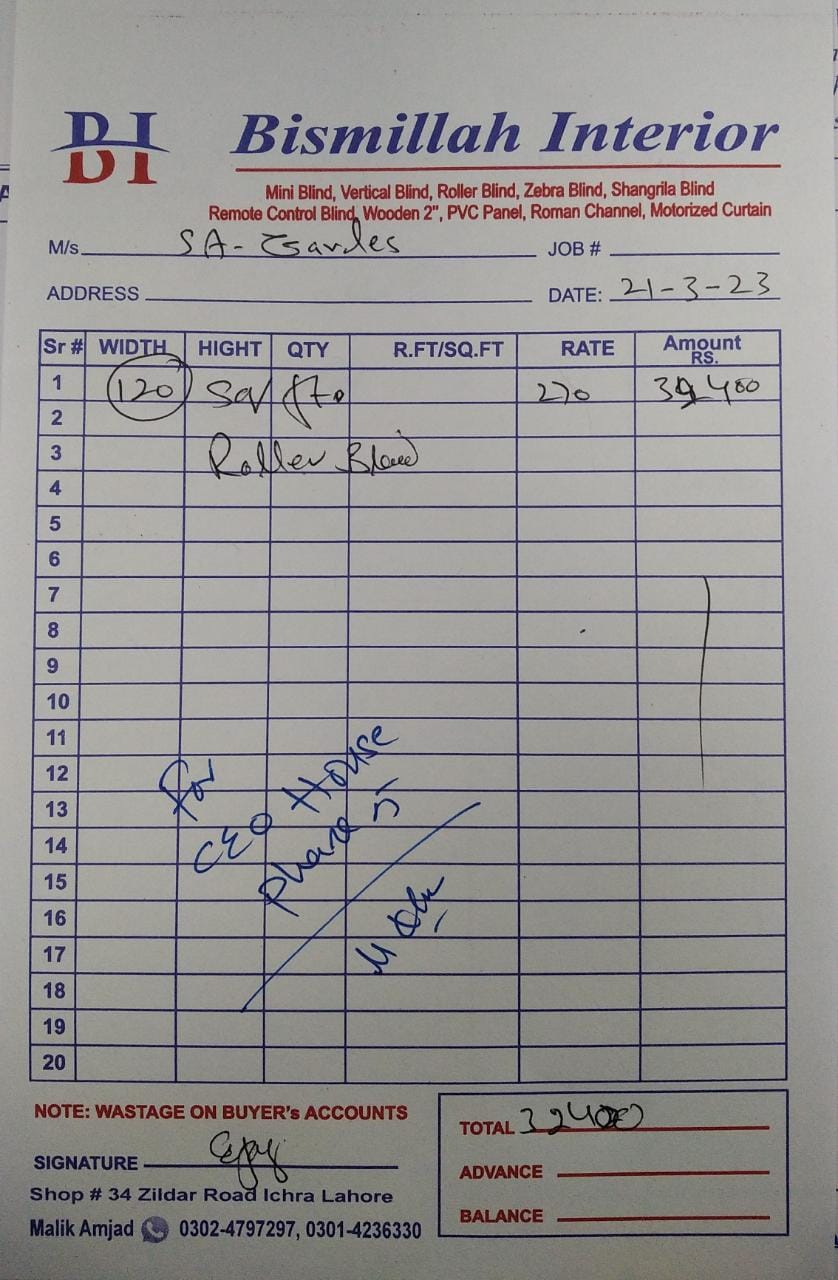 BI
Bismillah Interior
Mini Blind, Vertical Blind, Roller Blind, Zebra Blind, Shangrila Blind
Remote Control Blind, Wooden 2", PVC Panel, Roman Channel, Motorized Curtain
M/s. SA- Gardes JOB #
ADDRESS DATE: 21-3-23
Sr # WIDTH HIGHT QTY R.FT/SQ.FT RATE Amount RS.
1 120 Sq ft 270 32400
2
3 Roller Blind
4
5
6
7
8
9
10
11
12
13
14
15
16
17
18
19
20
For
CEO House
Phase 5
NOTE: WASTAGE ON BUYER's ACCOUNTS
TOTAL 32400
SIGNATURE
ADVANCE
Shop # 34 Zildar Road Ichra Lahore
BALANCE
Malik Amjad 0302-4797297, 0301-4236330